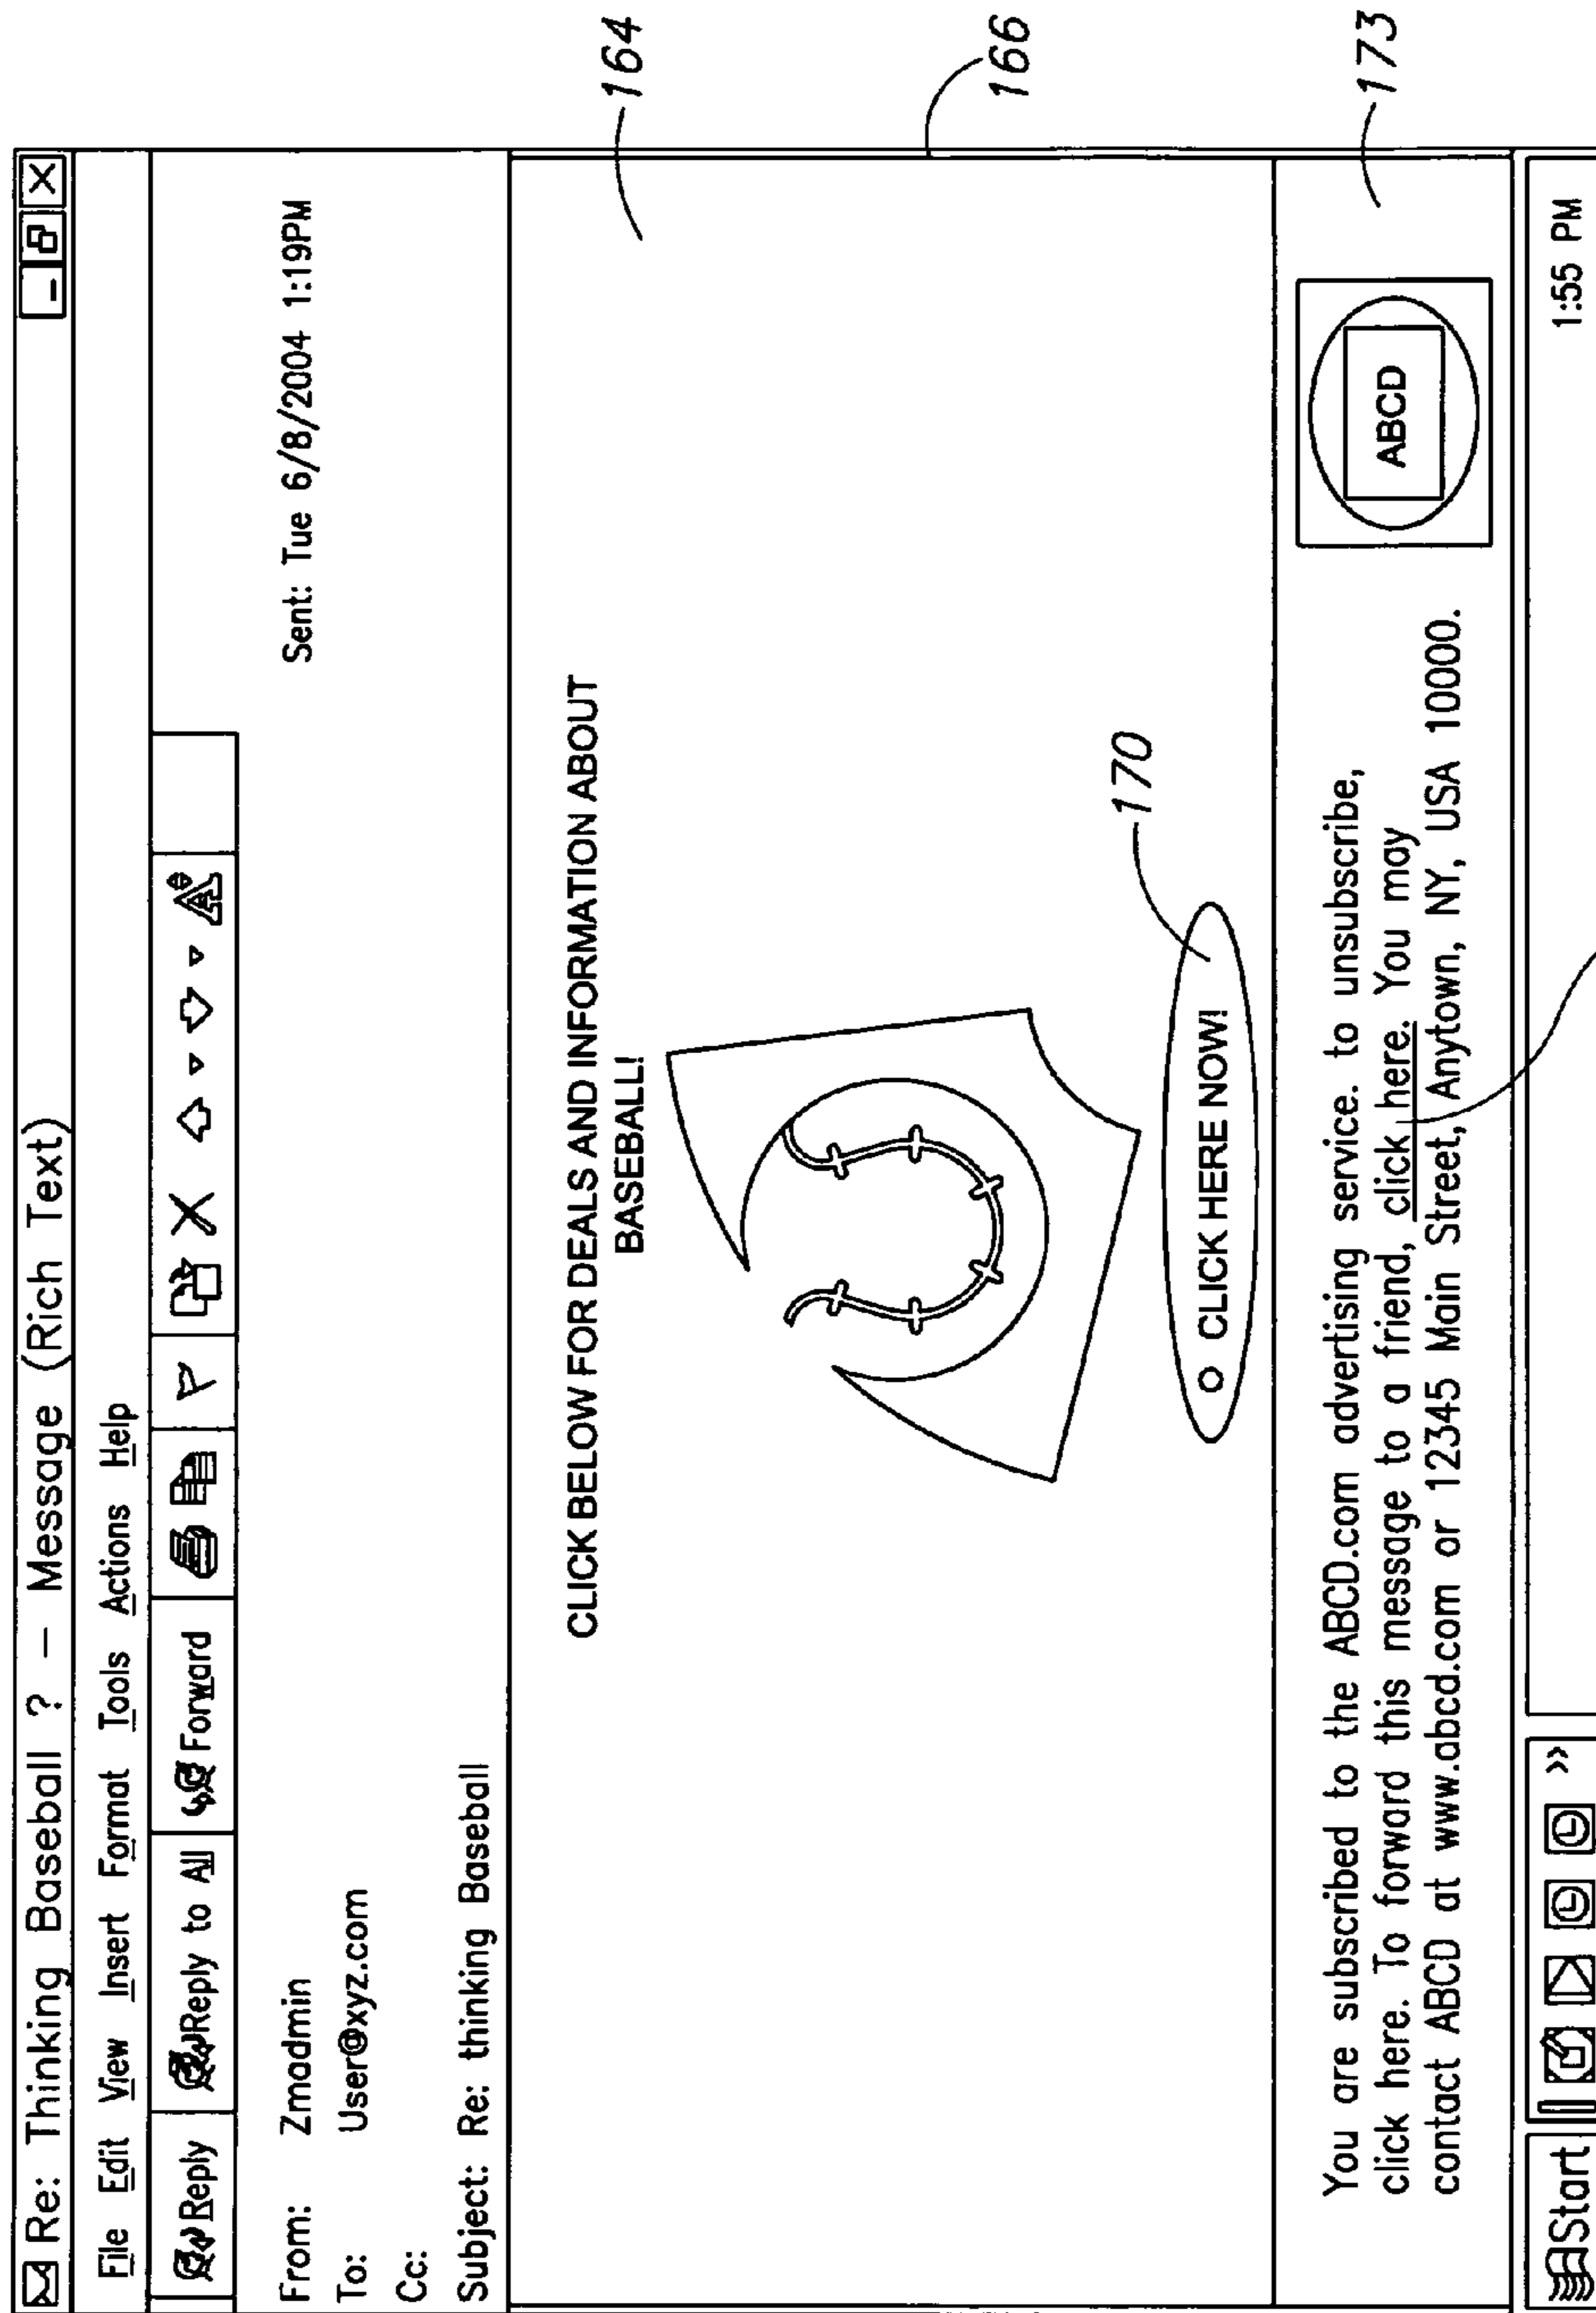 Re: Thinking Baseball ? – Message (Rich Text)
File Edit View Insert Format Tools Actions Help
Reply Reply to All Forward
From: Zmadmin Sent: Tue 6/8/2004 1:19PM
To: User@xyz.com
Cc:
Subject: Re: thinking Baseball
CLICK BELOW FOR DEALS AND INFORMATION ABOUT
BASEBALL!
164
166
170
CLICK HERE NOW!
173
You are subscribed to the ABCD.com advertising service. to unsubscribe,
click here. To forward this message to a friend, click here. You may
contact ABCD at www.abcd.com or 12345 Main Street, Anytown, NY, USA 10000.
ABCD
Start » 1:55 PM